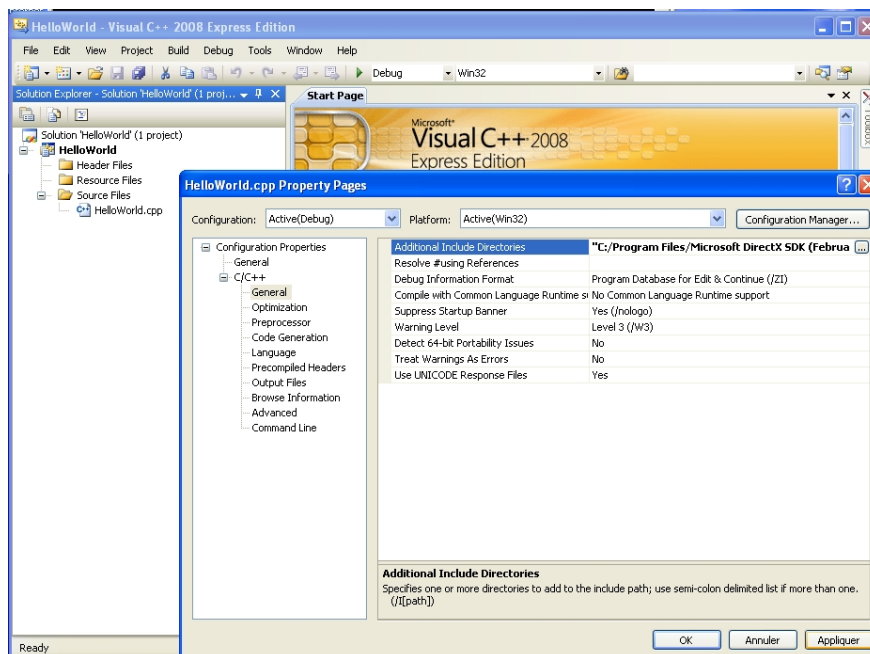 HelloWorld - Visual C++ 2008 Express Edition
File Edit View Project Build Debug Tools Window Help
Debug Win32
Solution Explorer - Solution 'HelloWorld' (1 proj...
Start Page
Solution 'HelloWorld' (1 project)
HelloWorld
Header Files
Resource Files
Source Files
HelloWorld.cpp
Microsoft
Visual C++ 2008
Express Edition
Toolbox
HelloWorld.cpp Property Pages
Configuration: Active(Debug) Platform: Active(Win32) Configuration Manager...
Configuration Properties
General
C/C++
General
Optimization
Preprocessor
Code Generation
Language
Precompiled Headers
Output Files
Browse Information
Advanced
Command Line
Additional Include Directories "C:/Program Files/Microsoft DirectX SDK (Februa ...
Resolve #using References
Debug Information Format Program Database for Edit & Continue (/ZI)
Compile with Common Language Runtime s No Common Language Runtime support
Suppress Startup Banner Yes (/nologo)
Warning Level Level 3 (/W3)
Detect 64-bit Portability Issues No
Treat Warnings As Errors No
Use UNICODE Response Files Yes
Additional Include Directories
Specifies one or more directories to add to the include path; use semi-colon delimited list if more than one.
(/I[path])
OK Annuler Appliquer
Ready